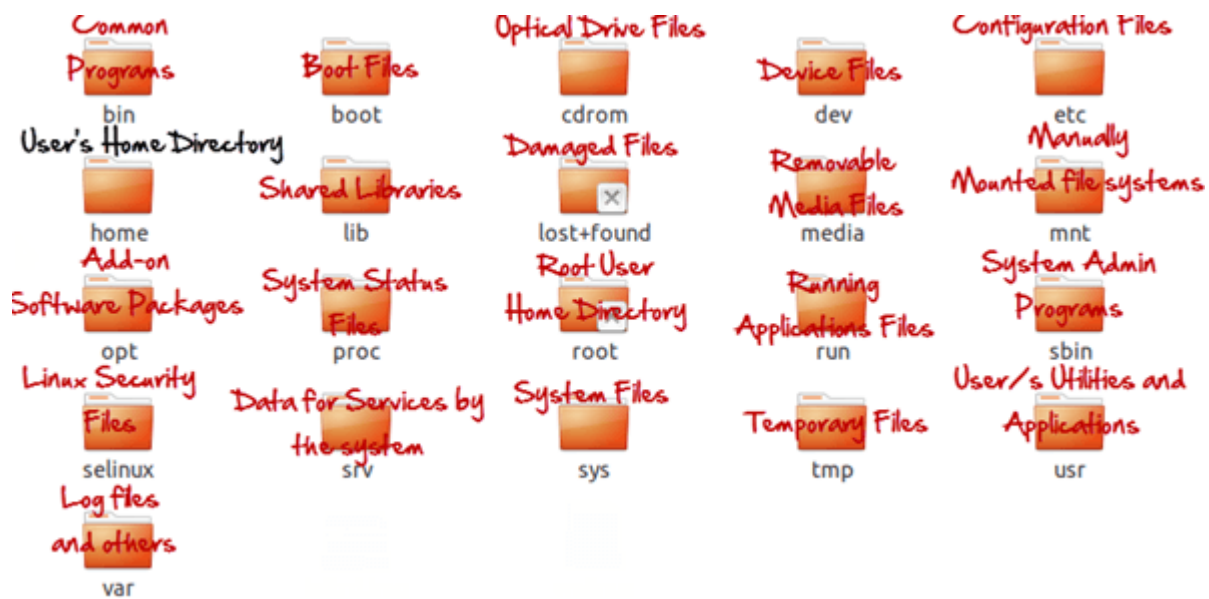 Common
Programs
bin
Boot Files
boot
Optical Drive Files
cdrom
Device Files
dev
Configuration Files
etc
User's Home Directory
home
Shared Libraries
lib
Damaged Files
lost+found
Removable
Media Files
media
Manually
Mounted file systems
mnt
Add-on
Software Packages
opt
System Status
Files
proc
Root User
Home Directory
root
Running
Applications Files
run
System Admin
Programs
sbin
Linux Security
Files
selinux
Data for Services by
the system
srv
System Files
sys
Temporary Files
tmp
User/s Utilities and
Applications
usr
Log files
and others
var